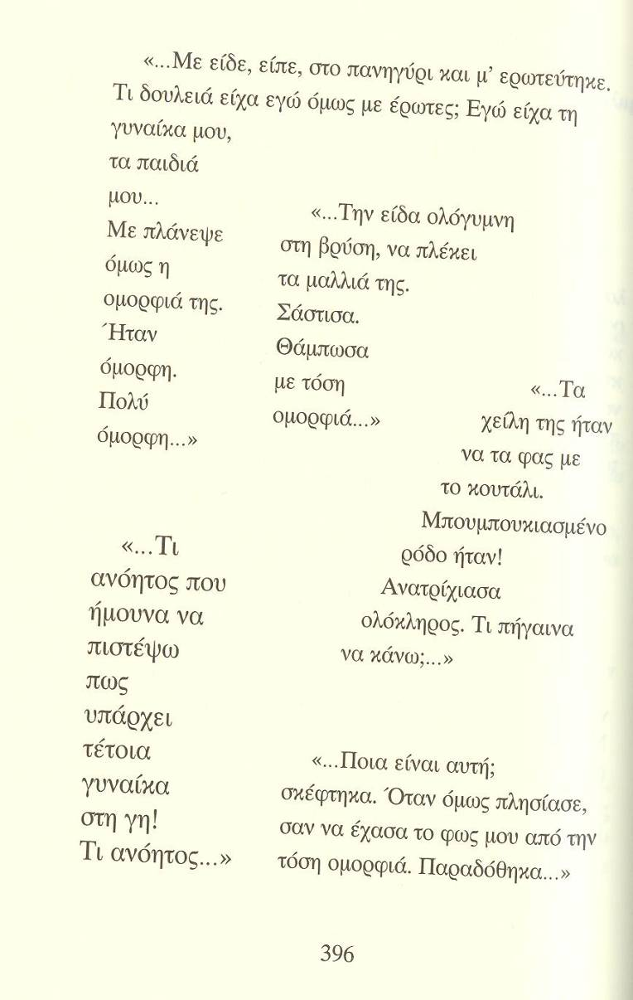 «...Με είδε, είπε, στο πανηγύρι και μ’ ερωτεύτηκε.
Τι δουλειά είχα εγώ όμως με έρωτες; Εγώ είχα τη
γυναίκα μου,
τα παιδιά
μου...
Με πλάνεψε
όμως η
ομορφιά της.
Ήταν
όμορφη.
Πολύ
όμορφη...»
«...Την είδα ολόγυμνη
στη βρύση, να πλέκει
τα μαλλιά της.
Σάστισα.
Θάμπωσα
με τόση
ομορφιά...»
«...Τα
χείλη της ήταν
να τα φας με
το κουτάλι.
Μπουμπουκιασμένο
ρόδο ήταν!
Ανατρίχιασα
ολόκληρος. Τι πήγαινα
να κάνω;...»
«...Τι
ανόητος που
ήμουνα να
πιστέψω
πως
υπάρχει
τέτοια
γυναίκα
στη γη!
Τι ανόητος...»
«...Ποια είναι αυτή;
σκέφτηκα. Όταν όμως πλησίασε,
σαν να έχασα το φως μου από την
τόση ομορφιά. Παραδόθηκα...»
396